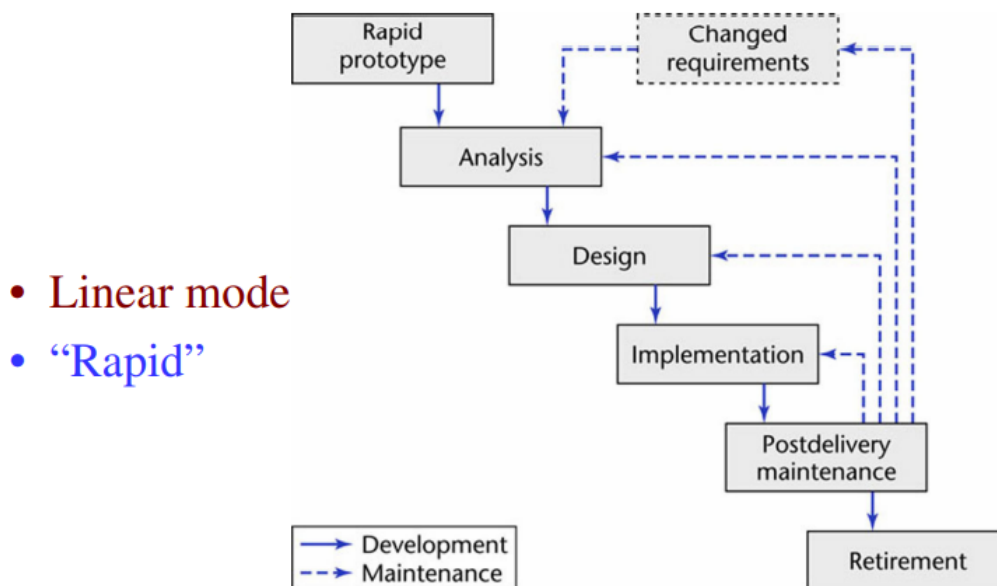 Rapid
prototype
Changed
requirements
Analysis
Design
• Linear mode
• “Rapid”
Implementation
Postdelivery
maintenance
Development
Maintenance
Retirement